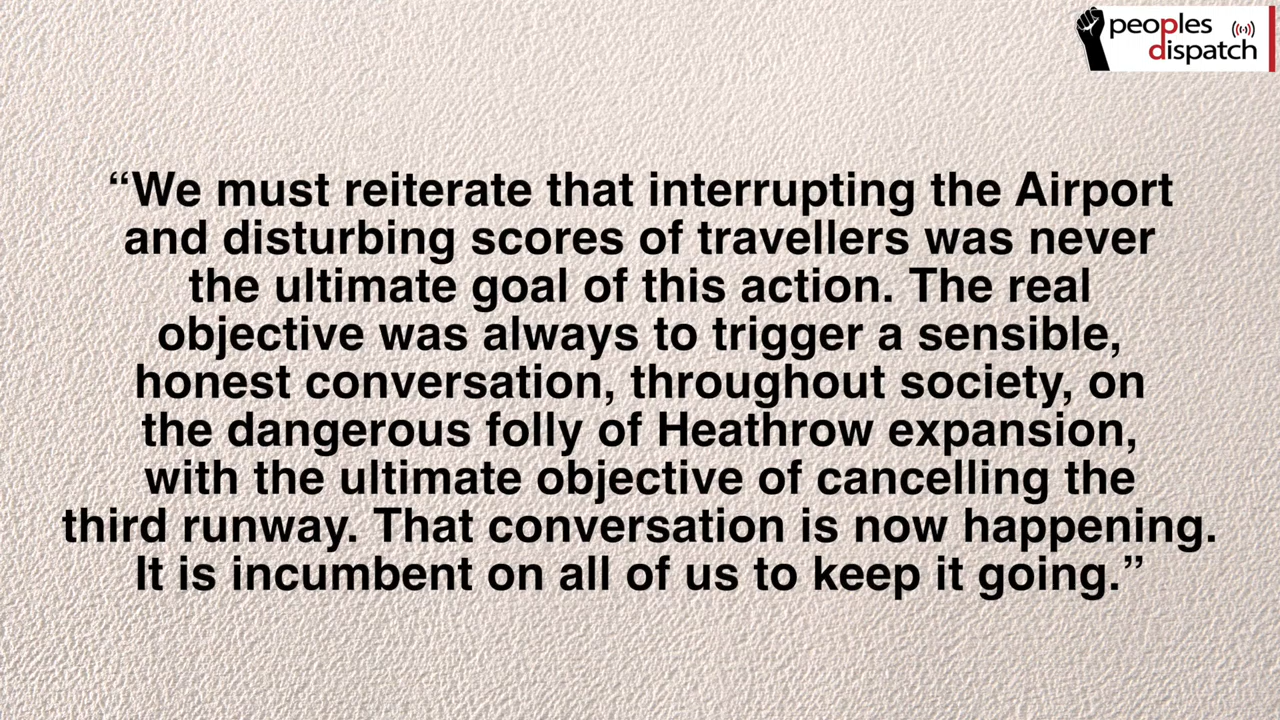 peoples
dispatch
“We must reiterate that interrupting the Airport
and disturbing scores of travellers was never
the ultimate goal of this action. The real
objective was always to trigger a sensible,
honest conversation, throughout society, on
the dangerous folly of Heathrow expansion,
with the ultimate objective of cancelling the
third runway. That conversation is now happening.
It is incumbent on all of us to keep it going.”